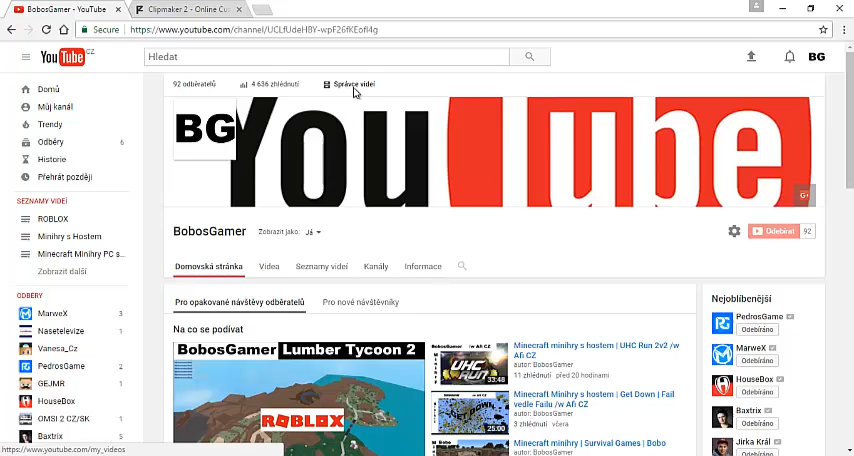 BobosGamer - YouTube
Clipmaker 2 - Online Cu
Secure
https://www.youtube.com/channel/UCLfUdeHBY-wpF26fKEofl4g
YouTube CZ
Hledat
BG
Domů
Můj kanál
Trendy
Odběry 6
Historie
Přehrát později
SEZNAMY VIDEÍ
ROBLOX
Minihry s Hostem
Minecraft Minihry PC s...
Zobrazit další
ODBĚRY
MarweX 3
Nasetelevize 1
Vanesa_Cz
PedrosGame 2
GEJMR 1
HouseBox
OMSI 2 CZ/SK 1
Baxtrix 5
https://www.youtube.com/my_videos
92 odběratelů
4 636 zhlédnutí
Správce videí
BG
YouTube
G+
BobosGamer
Zobrazit jako: Já
Odebírat 92
Domovská stránka
Videa
Seznamy videí
Kanály
Informace
Pro opakované návštěvy odběratelů
Pro nové návštěvníky
Na co se podívat
BobosGamer Lumber Tycoon 2
ROBLOX
UHC RUN
33:48
Minecraft minihry s hostem | UHC Run 2v2 /w
Afi CZ
autor: BobosGamer
11 zhlédnutí před 20 hodinami
25:00
Minecraft minihry s hostem | Get Down | Fail
vedle Failu /w Afi CZ
autor: BobosGamer
3 zhlédnutí včera
Minecraft minihry | Survival Games | Bobo
autor: BobosGamer
Nejoblíbenější
PedrosGame
Odebíráno
MarweX
Odebíráno
HouseBox
Odebíráno
Baxtrix
Odebíráno
Jirka Král
Odebíráno